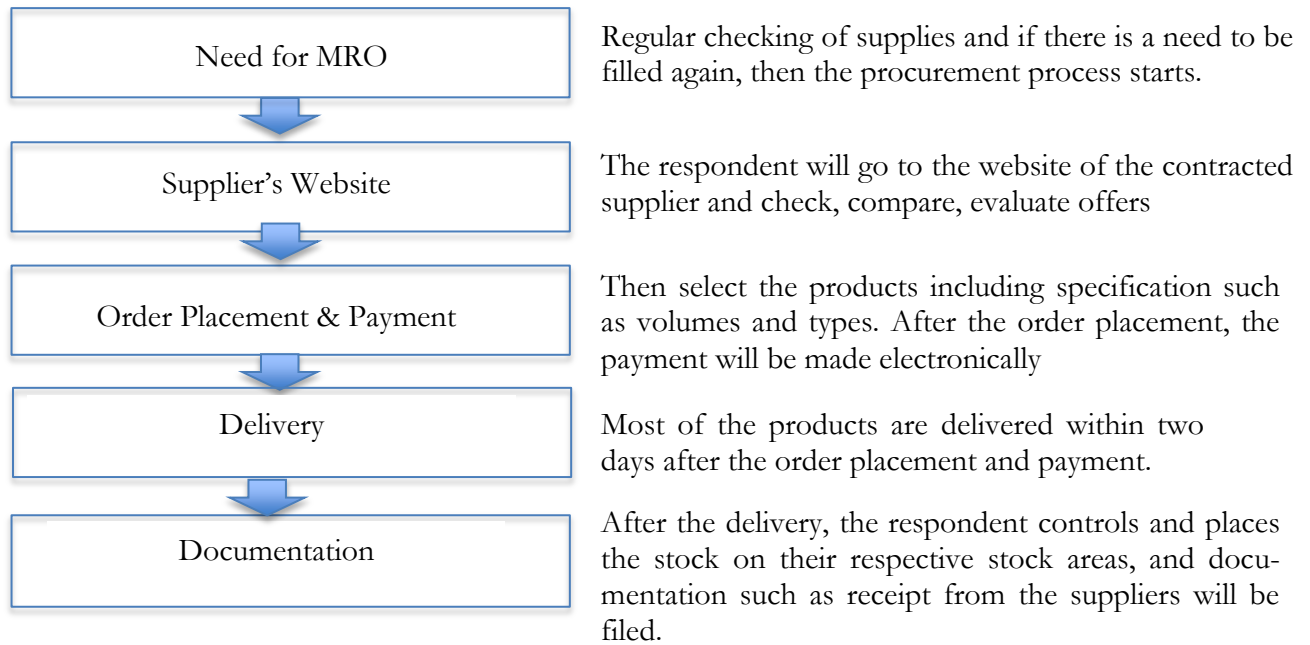 Need for MRO
Regular checking of supplies and if there is a need to be
filled again, then the procurement process starts.
Supplier’s Website
The respondent will go to the website of the contracted
supplier and check, compare, evaluate offers
Order Placement & Payment
Then select the products including specification such
as volumes and types. After the order placement, the
payment will be made electronically
Delivery
Most of the products are delivered within two
days after the order placement and payment.
Documentation
After the delivery, the respondent controls and places
the stock on their respective stock areas, and docu-
mentation such as receipt from the suppliers will be
filed.